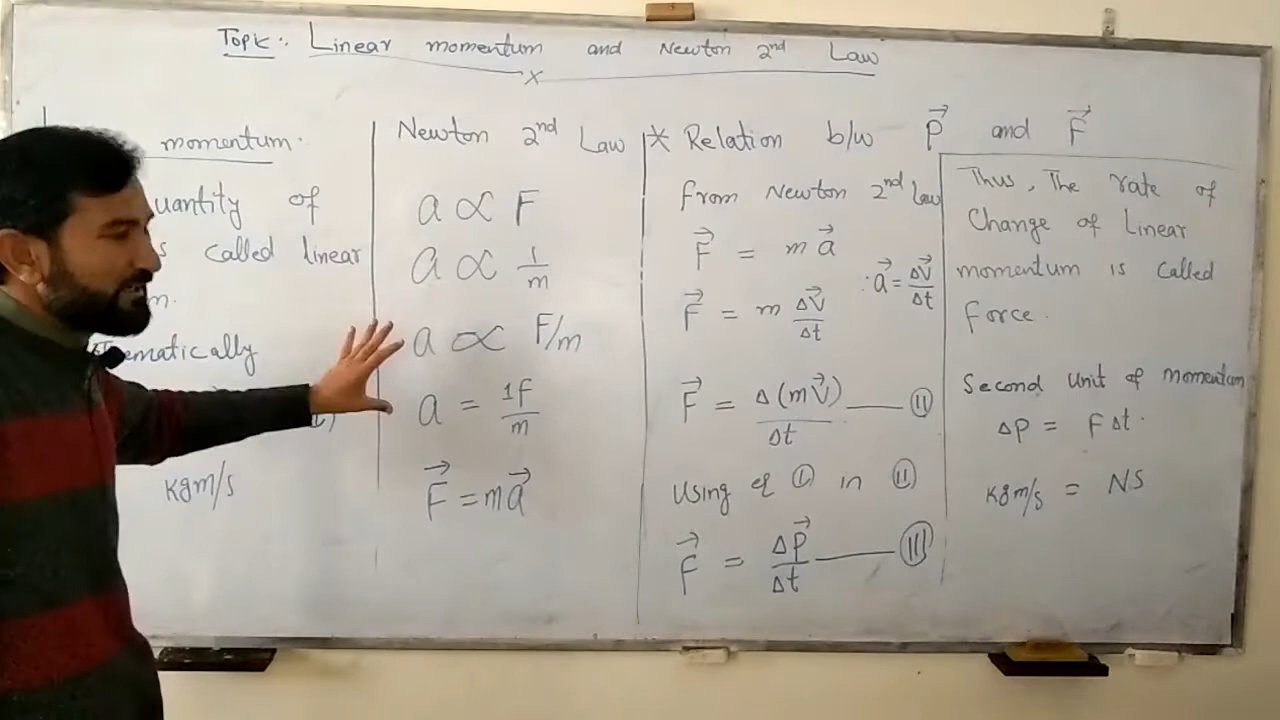 Topic:. Linear momentum and Newton 2nd Law
x
momentum.
uantity of
s called linear
m.
ematically
kgm/s
Newton 2nd Law
a ∝ F
a ∝ 1/m
a ∝ F/m
a = 1f/m
F⃗ = ma⃗
* Relation b/w P⃗ and F⃗
from Newton 2nd law
F⃗ = m a⃗
F⃗ = m ΔV⃗/Δt
∴ a⃗ = ΔV⃗/Δt
F⃗ = Δ(mV⃗)/Δt —— (II)
Using eq (I) in (II)
F⃗ = ΔP⃗/Δt —— (III)
Thus, The rate of
Change of Linear
momentum is called
force.
Second Unit of momentum
ΔP = F Δt.
kgm/s = NS